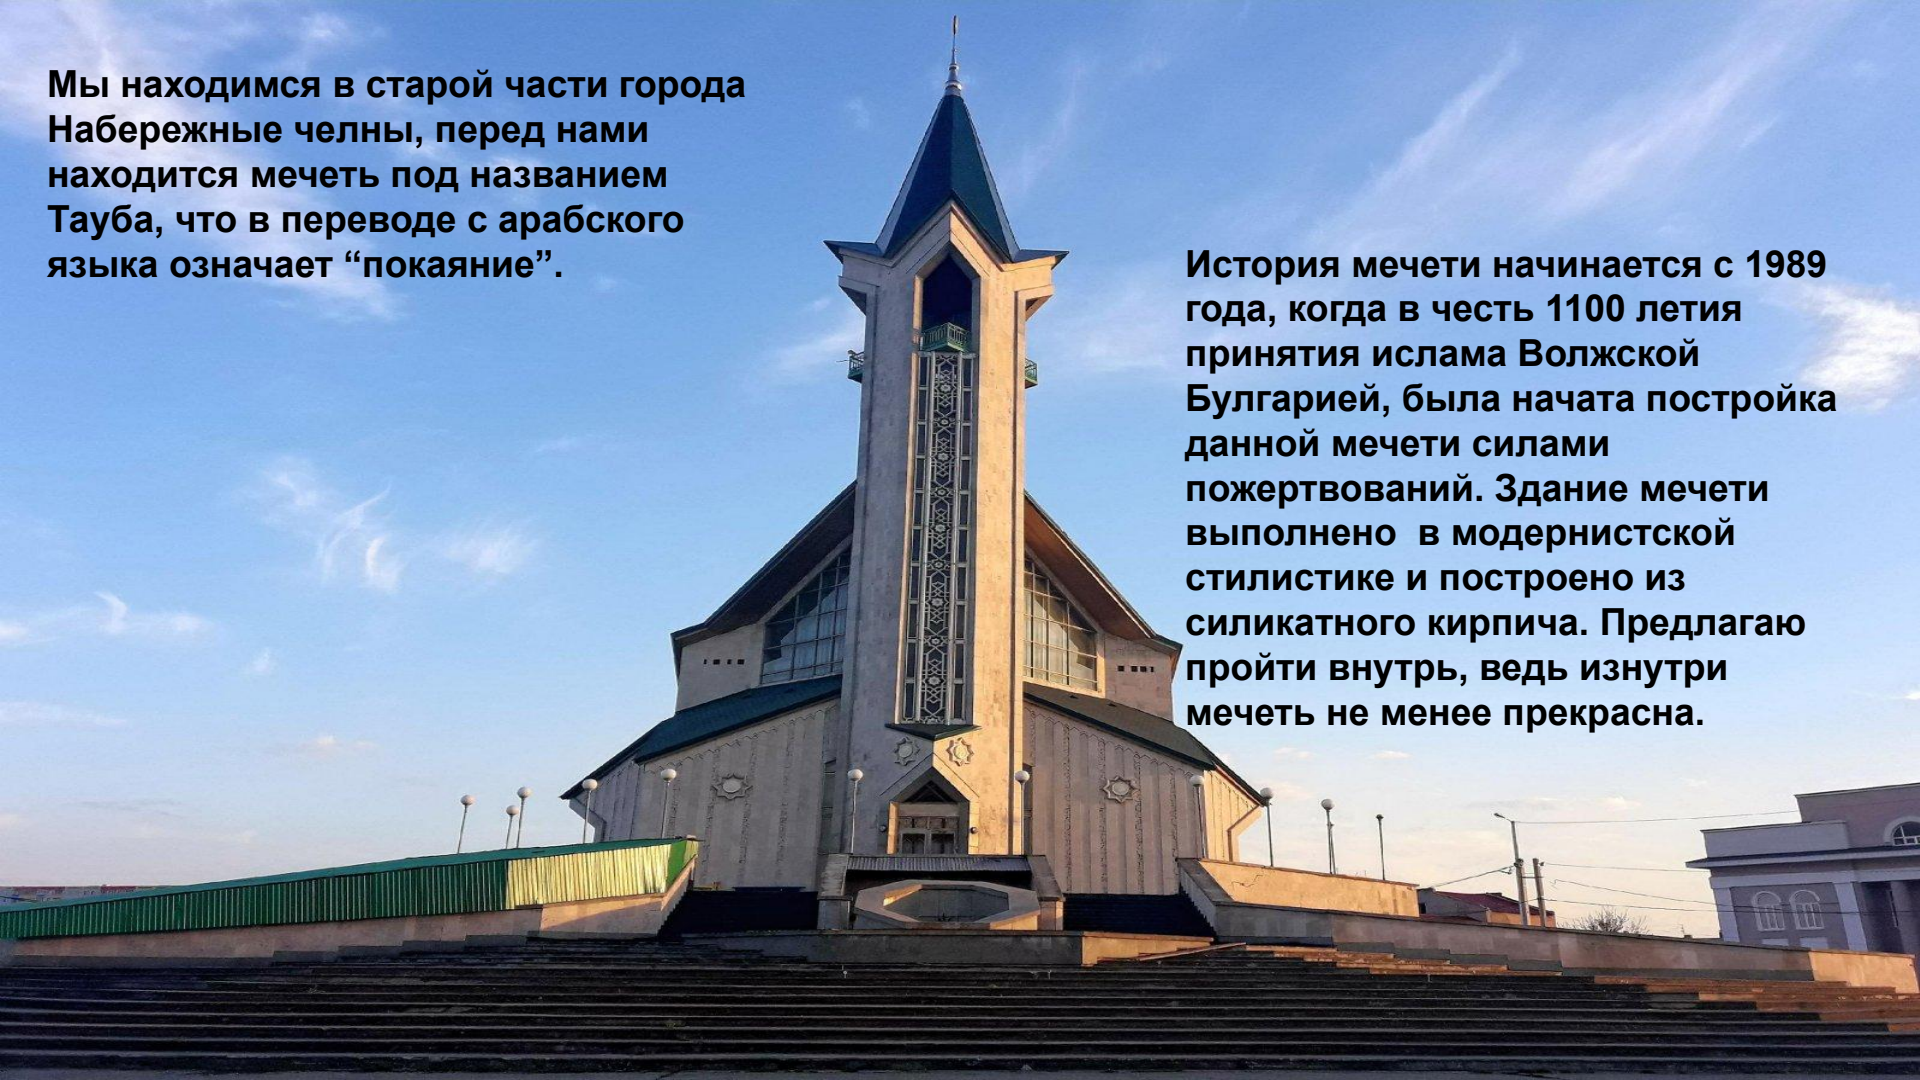 Мы находимся в старой части города
Набережные челны, перед нами
находится мечеть под названием
Тауба, что в переводе с арабского
языка означает “покаяние”.
История мечети начинается с 1989
года, когда в честь 1100 летия
принятия ислама Волжской
Булгарией, была начата постройка
данной мечети силами
пожертвований. Здание мечети
выполнено  в модернистской
стилистике и построено из
силикатного кирпича. Предлагаю
пройти внутрь, ведь изнутри
мечеть не менее прекрасна.